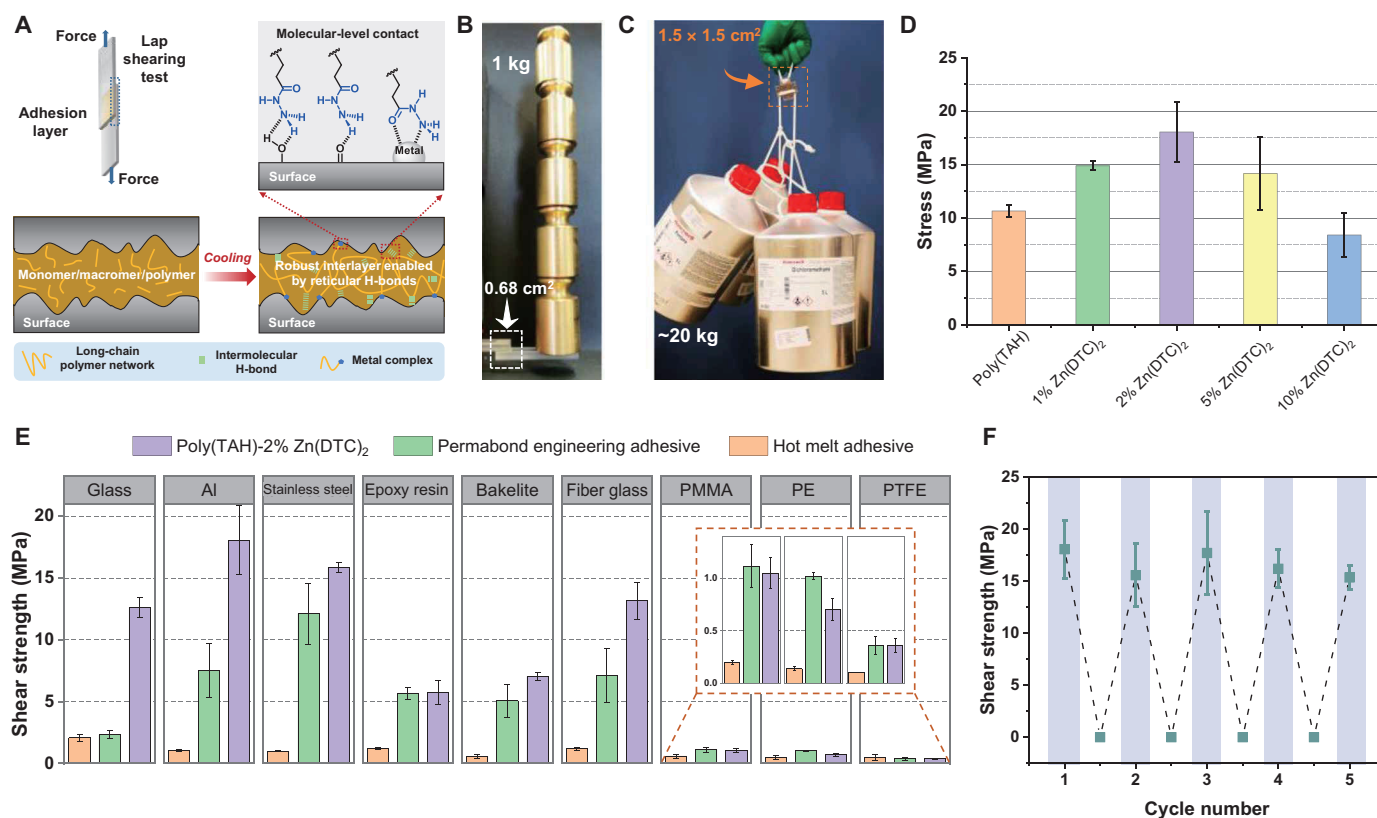 A
Force
Lap
shearing
test
Adhesion
layer
Force
Molecular-level contact
O
H-N
N
H
H
H
O
O
H-N
N
H
H
O
H
N
O
N
H
H
Metal
Surface
Monomer/macromer/polymer
Surface
Cooling
Robust interlayer enabled
by reticular H-bonds
Surface
Long-chain
polymer network
Intermolecular
H-bond
Metal complex
B
1 kg
0.68 cm²
C
1.5 × 1.5 cm²
~20 kg
D
Stress (MPa)
25
20
15
10
5
0
Poly(TAH)
1% Zn(DTC)₂
2% Zn(DTC)₂
5% Zn(DTC)₂
10% Zn(DTC)₂
E
Poly(TAH)-2% Zn(DTC)₂
Permabond engineering adhesive
Hot melt adhesive
Glass
Al
Stainless steel
Epoxy resin
Bakelite
Fiber glass
PMMA
PE
PTFE
Shear strength (MPa)
20
15
10
5
0
1.0
0.5
0.0
F
Shear strength (MPa)
25
20
15
10
5
0
1 2 3 4 5
Cycle number